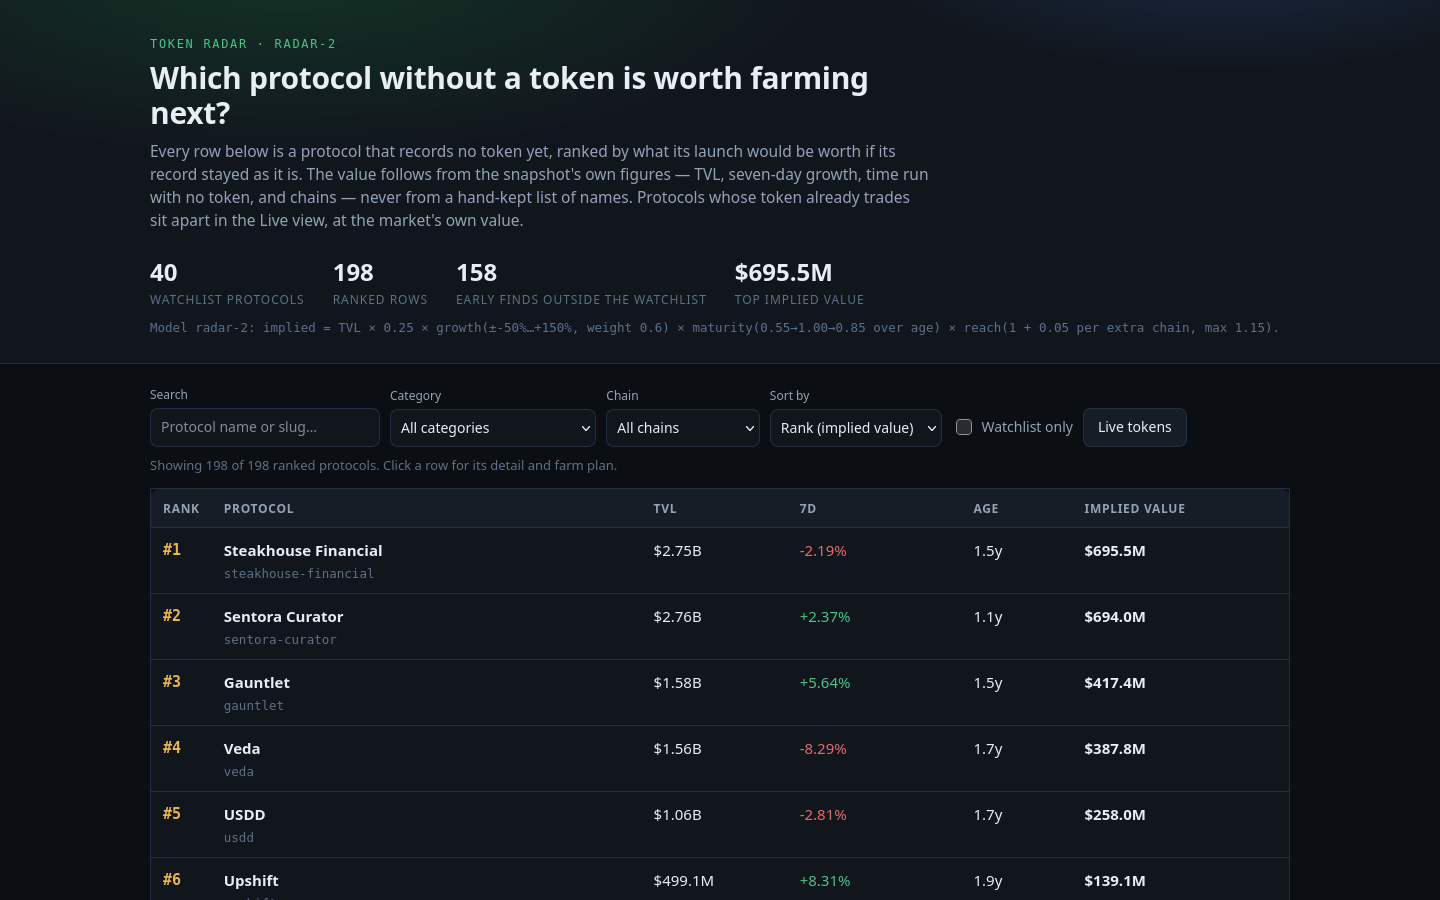 TOKEN RADAR · RADAR-2
Which protocol without a token is worth farming
next?
Every row below is a protocol that records no token yet, ranked by what its launch would be worth if its
record stayed as it is. The value follows from the snapshot's own figures — TVL, seven-day growth, time run
with no token, and chains — never from a hand-kept list of names. Protocols whose token already trades
sit apart in the Live view, at the market's own value.
40 198 158 $695.5M
WATCHLIST PROTOCOLS RANKED ROWS EARLY FINDS OUTSIDE THE WATCHLIST TOP IMPLIED VALUE
Model radar-2: implied = TVL × 0.25 × growth(±-50%…+150%, weight 0.6) × maturity(0.55→1.00→0.85 over age) × reach(1 + 0.05 per extra chain, max 1.15).
Search Category Chain Sort by
Protocol name or slug… All categories All chains Rank (implied value) Watchlist only Live tokens
Showing 198 of 198 ranked protocols. Click a row for its detail and farm plan.
RANK PROTOCOL TVL 7D AGE IMPLIED VALUE
#1 Steakhouse Financial $2.75B -2.19% 1.5y $695.5M
steakhouse-financial
#2 Sentora Curator $2.76B +2.37% 1.1y $694.0M
sentora-curator
#3 Gauntlet $1.58B +5.64% 1.5y $417.4M
gauntlet
#4 Veda $1.56B -8.29% 1.7y $387.8M
veda
#5 USDD $1.06B -2.81% 1.7y $258.0M
usdd
#6 Upshift $499.1M +8.31% 1.9y $139.1M